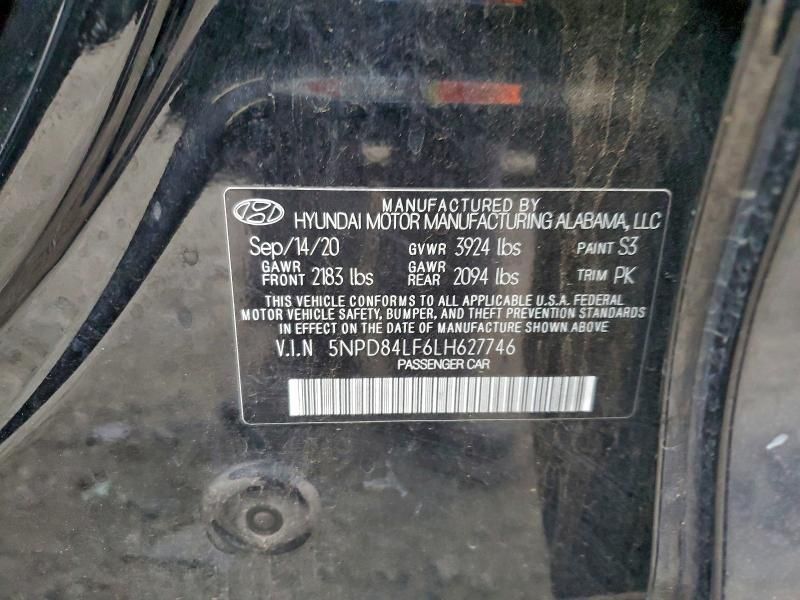 MANUFACTURED BY
HYUNDAI MOTOR MANUFACTURING ALABAMA, LLC
Sep/14/20 GVWR 3924 lbs PAINT S3
GAWR FRONT 2183 lbs GAWR REAR 2094 lbs TRIM PK
THIS VEHICLE CONFORMS TO ALL APPLICABLE U.S.A. FEDERAL
MOTOR VEHICLE SAFETY, BUMPER, AND THEFT PREVENTION STANDARDS
IN EFFECT ON THE DATE OF MANUFACTURE SHOWN ABOVE
V.I.N 5NPD84LF6LH627746
PASSENGER CAR